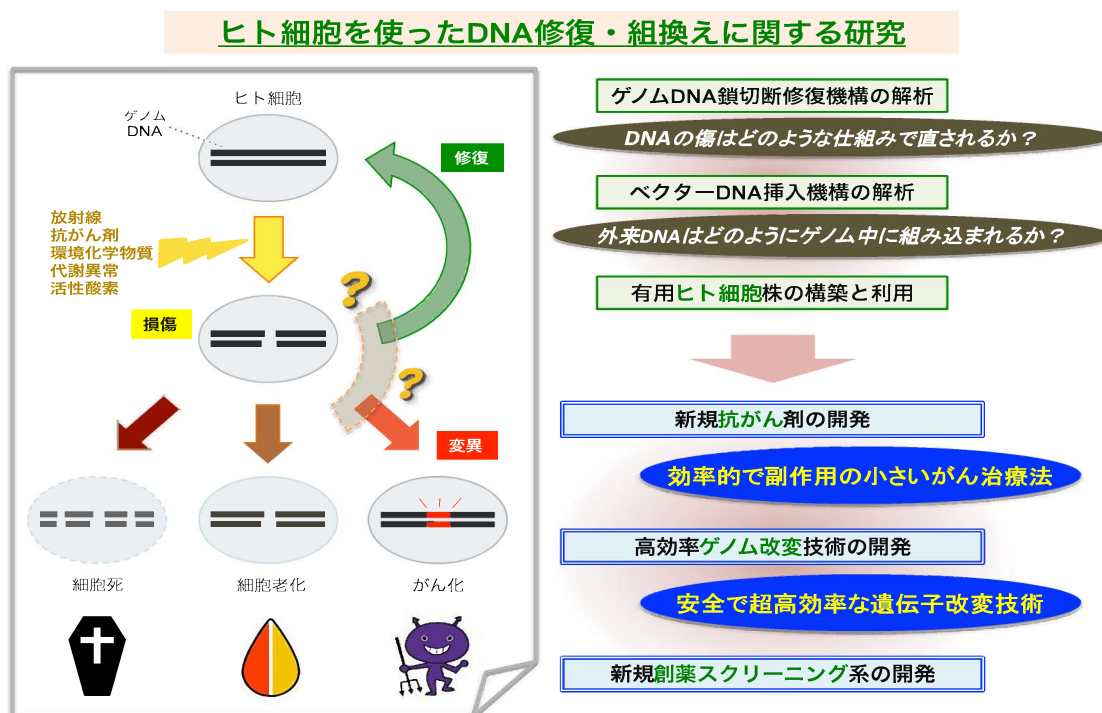 ヒト細胞を使ったDNA修復・組換えに関する研究
ヒト細胞
ゲノム
DNA
修復
放射線
抗がん剤
環境化学物質
代謝異常
活性酸素
?
損傷
?
変異
細胞死
細胞老化
がん化
ゲノムDNA鎖切断修復機構の解析
DNAの傷はどのような仕組みで直されるか？
ベクターDNA挿入機構の解析
外来DNAはどのようにゲノム中に組み込まれるか？
有用ヒト細胞株の構築と利用
新規抗がん剤の開発
効率的で副作用の小さいがん治療法
高効率ゲノム改変技術の開発
安全で超高効率な遺伝子改変技術
新規創薬スクリーニング系の開発